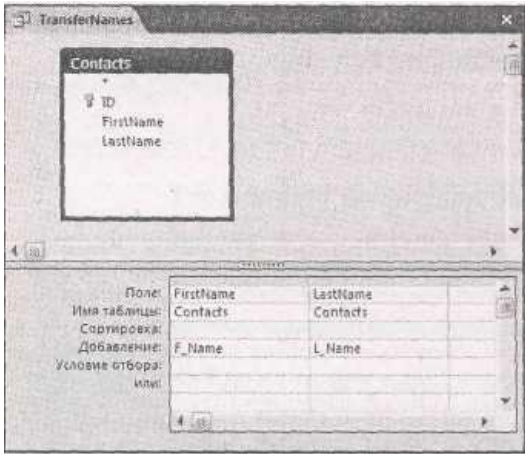 TransferNames
Contacts
*
ID
FirstName
LastName
Поле: FirstName LastName
Имя таблицы: Contacts Contacts
Сортировка:
Добавление: F_Name L_Name
Условие отбора:
или: